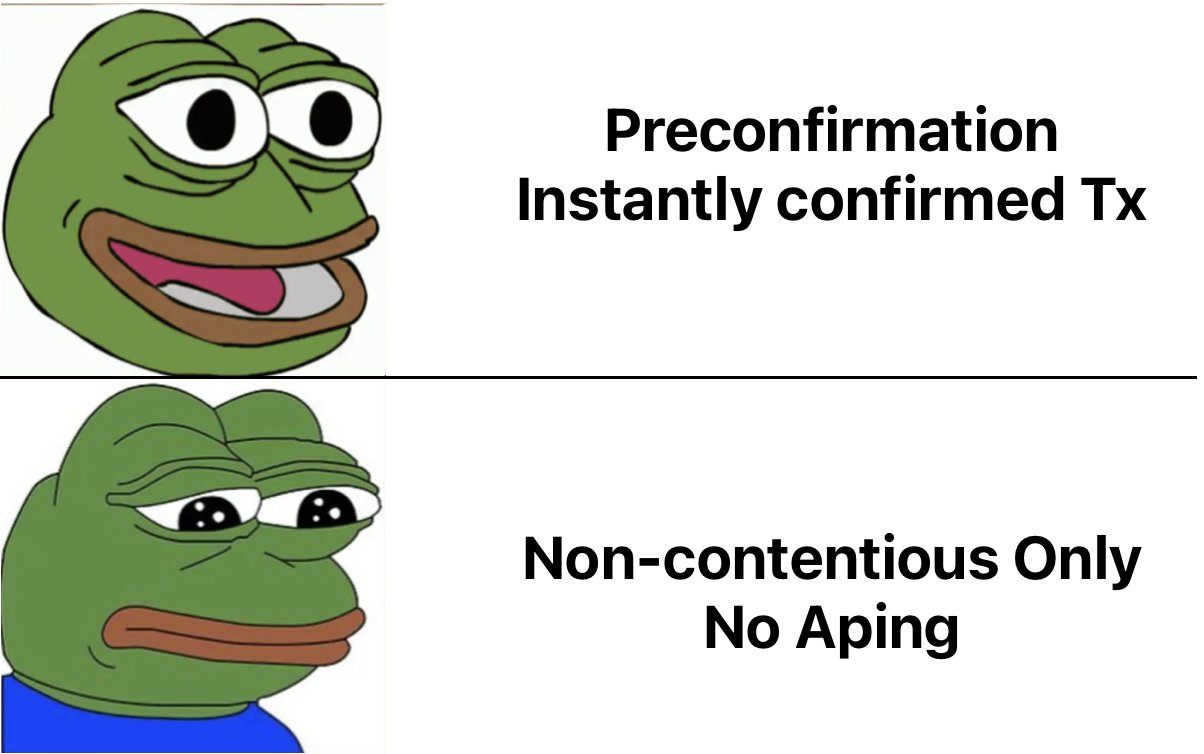 Preconfirmation
Instantly confirmed Tx
Non-contentious Only
No Aping